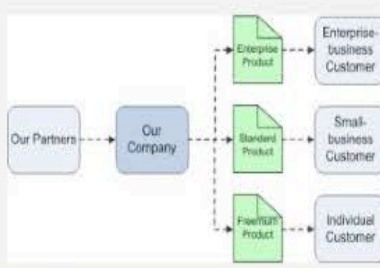 Enterprise
Product
Enterprise-
business
Customer
Our Partners
Our
Company
Standard
Product
Small-
business
Customer
Freemium
Product
Individual
Customer